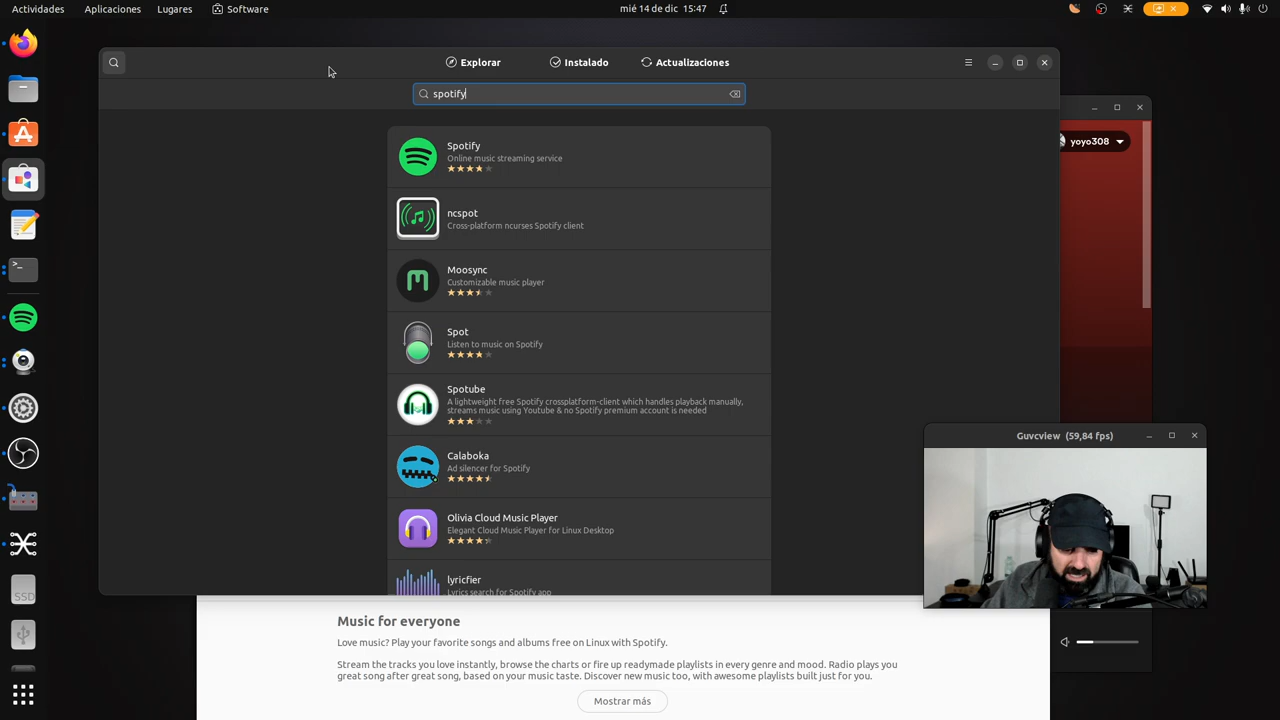 Actividades
Aplicaciones
Lugares
Software
mié 14 de dic 15:47
Explorar
Instalado
Actualizaciones
spotify
Spotify
Online music streaming service
ncspot
Cross-platform ncurses Spotify client
Moosync
Customizable music player
Spot
Listen to music on Spotify
Spotube
A lightweight free Spotify crossplatform-client which handles playback manually,
streams music using Youtube & no Spotify premium account is needed
Calaboka
Ad silencer for Spotify
Olivia Cloud Music Player
Elegant Cloud Music Player for Linux Desktop
lyricfier
Lyrics search for Spotify app
yoyo308
Guvcview (59,84 fps)
SSD
Music for everyone
Love music? Play your favorite songs and albums free on Linux with Spotify.
Stream the tracks you love instantly, browse the charts or fire up readymade playlists in every genre and mood. Radio plays you
great song after great song, based on your music taste. Discover new music too, with awesome playlists built just for you.
Mostrar más